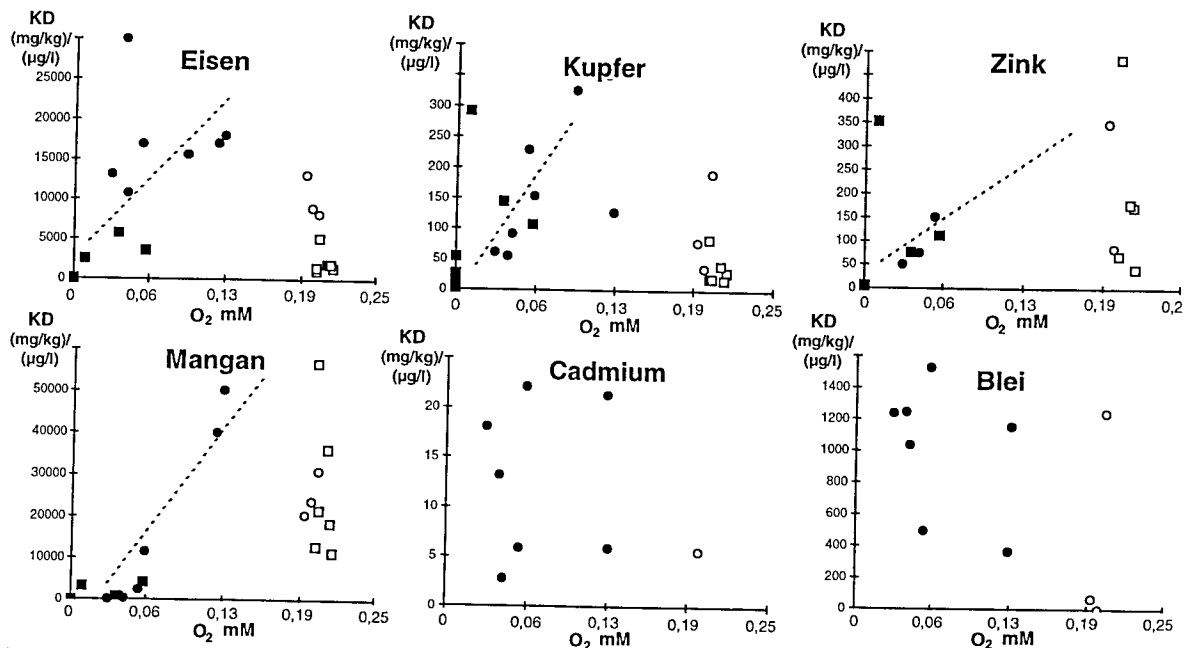 KD
(mg/kg)/
(µg/l)
Eisen
25000
20000
15000
10000
5000
0
0,06
0,13
0,19
0,25
O2 mM
KD
(mg/kg)/
(µg/l)
Kupfer
300
250
200
150
100
50
0
0
0,06
0,13
0,19
0,25
O2 mM
KD
(mg/kg)/
(µg/l)
Zink
450
400
350
300
250
200
150
100
50
0
0
0,06
0,13
0,19
0,2
O2 mM
KD
(mg/kg)/
(µg/l)
Mangan
50000
40000
30000
20000
10000
0
0
0,06
0,13
0,19
0,25
O2 mM
KD
(mg/kg)/
(µg/l)
Cadmium
20
15
10
5
0
0
0,06
0,13
0,19
0,25
O2 mM
KD
(mg/kg)/
(µg/l)
Blei
1400
1200
1000
800
600
400
200
0
0
0,06
0,13
0,19
0,25
O2 mM